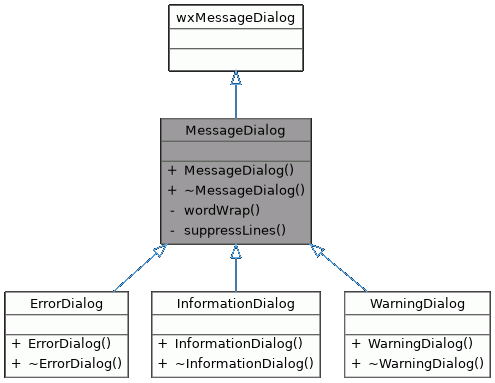 wxMessageDialog
MessageDialog
+ MessageDialog()
+ ~MessageDialog()
- wordWrap()
- suppressLines()
ErrorDialog
+ ErrorDialog()
+ ~ErrorDialog()
InformationDialog
+ InformationDialog()
+ ~InformationDialog()
WarningDialog
+ WarningDialog()
+ ~WarningDialog()